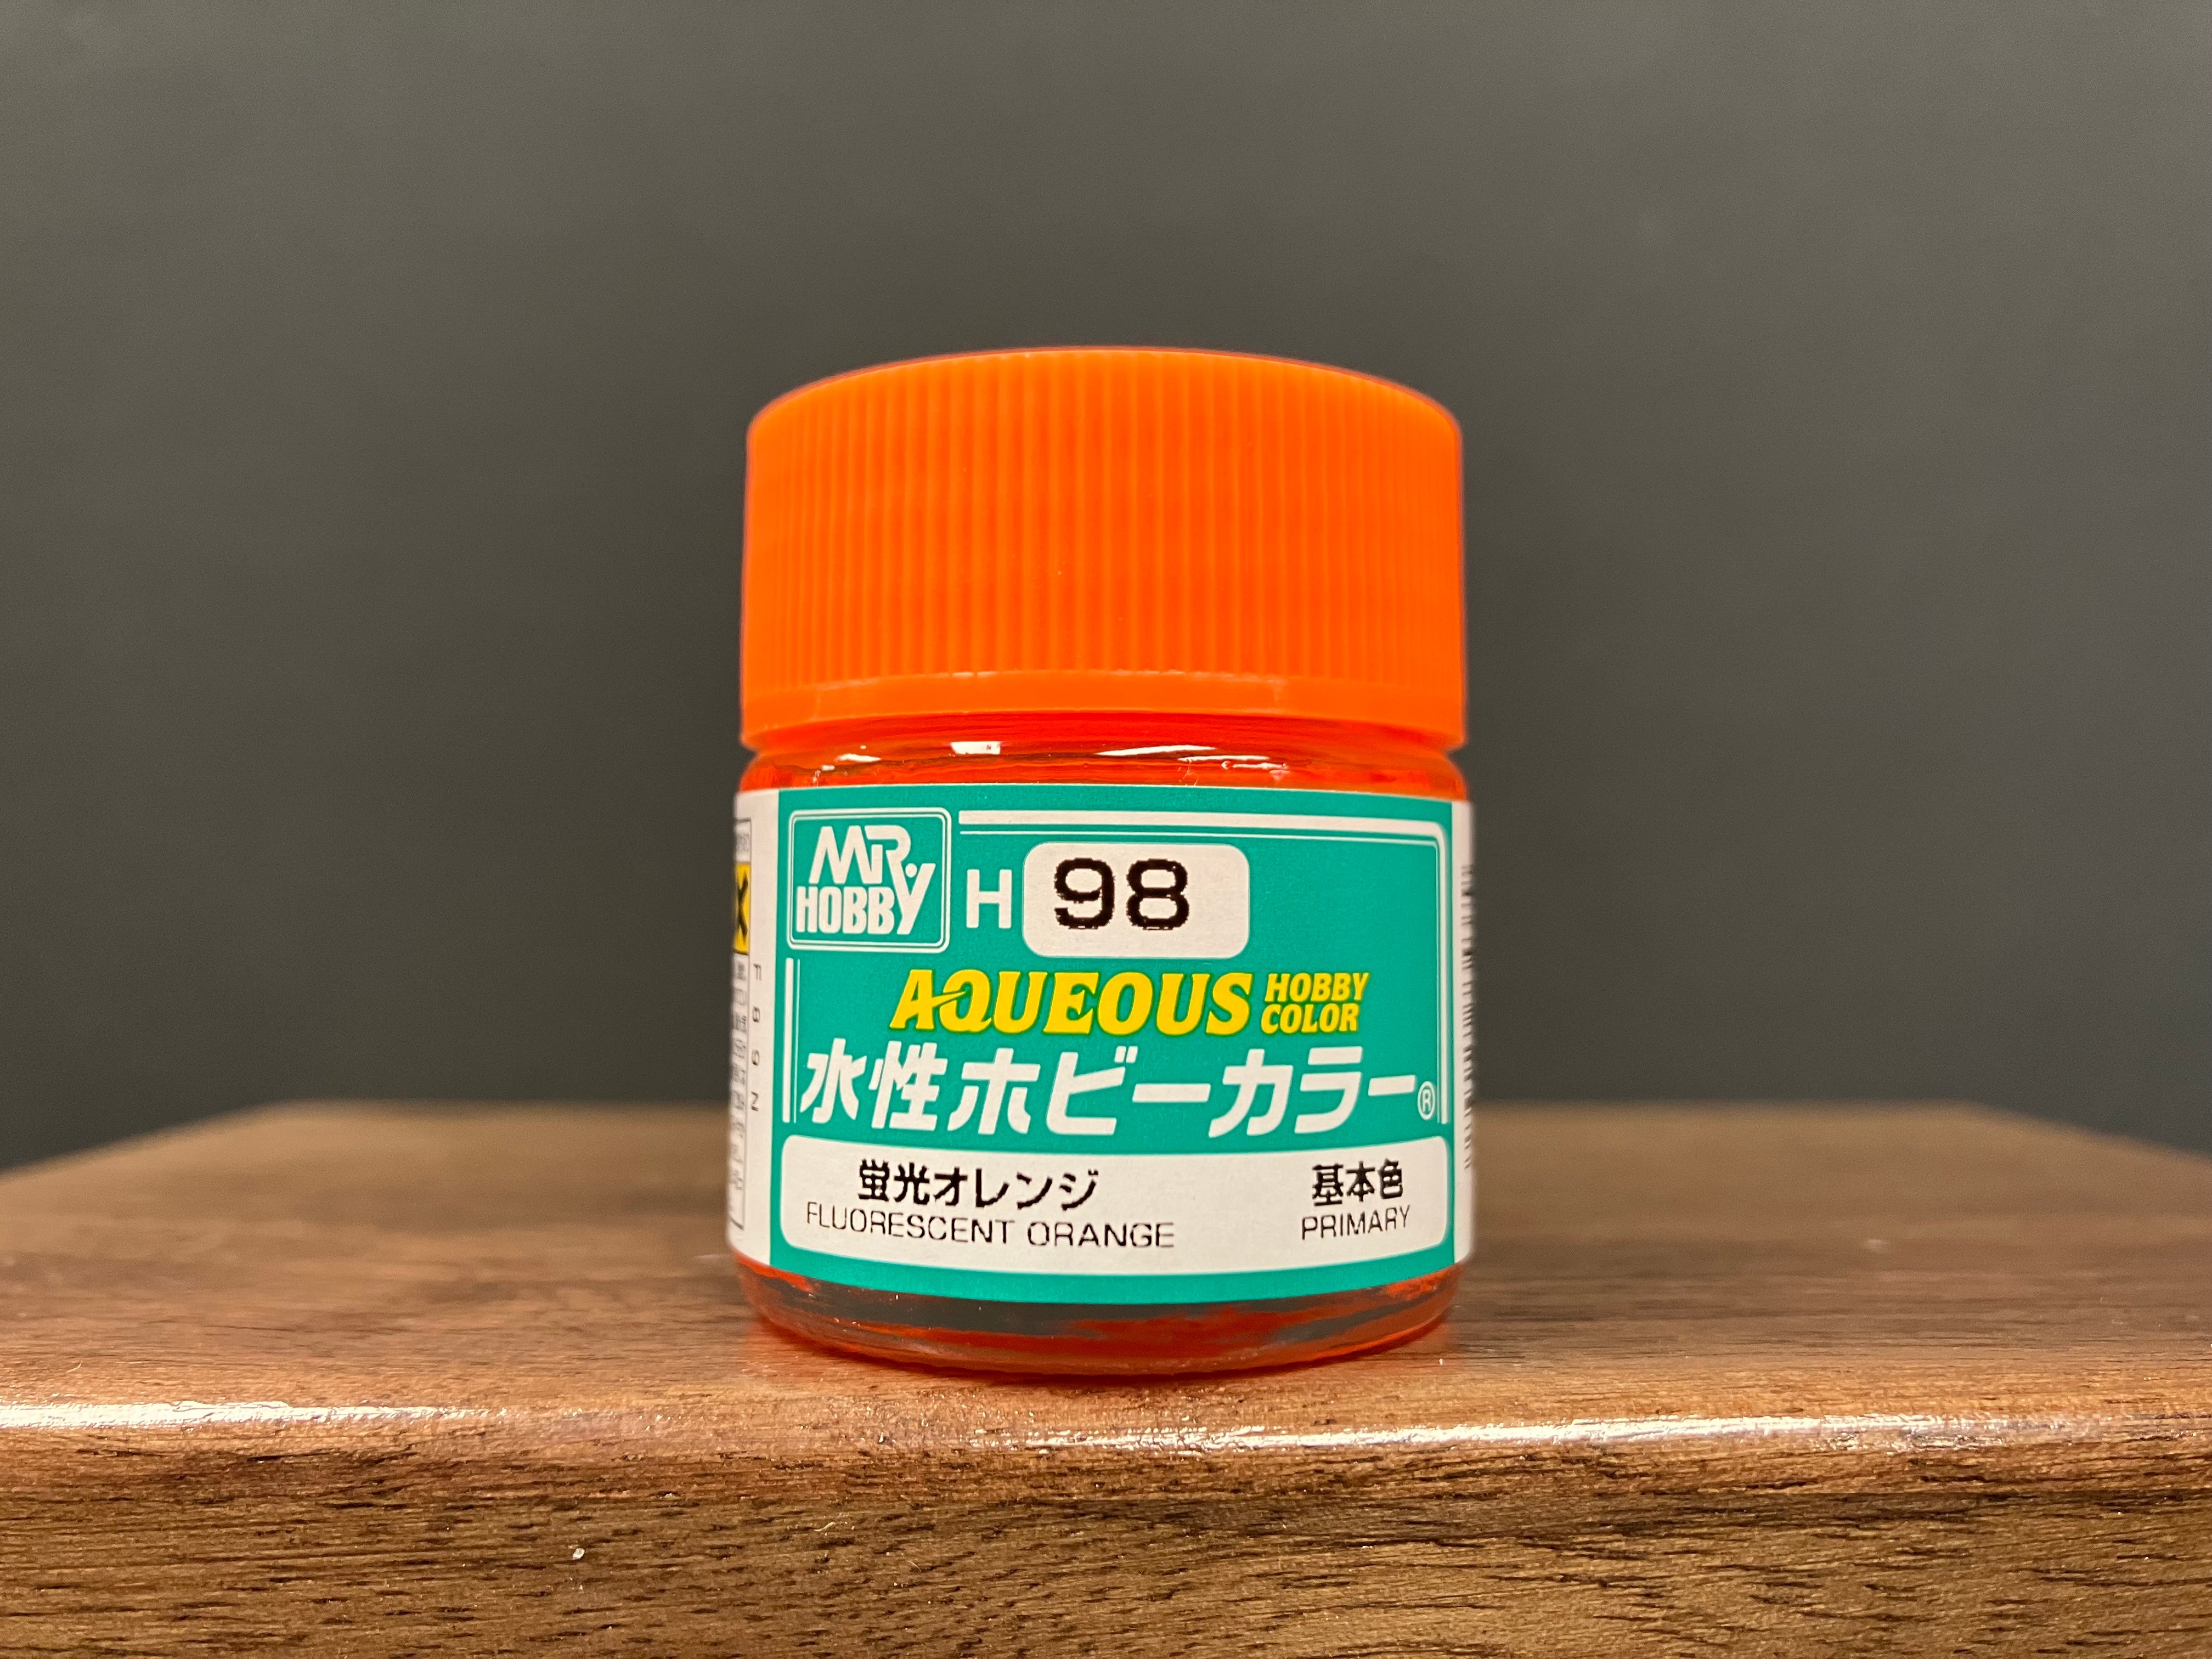 MR. HOBBY
H 98
AQUEOUS HOBBY COLOR
水性ホビーカラー®
蛍光オレンジ 基本色
FLUORESCENT ORANGE PRIMARY